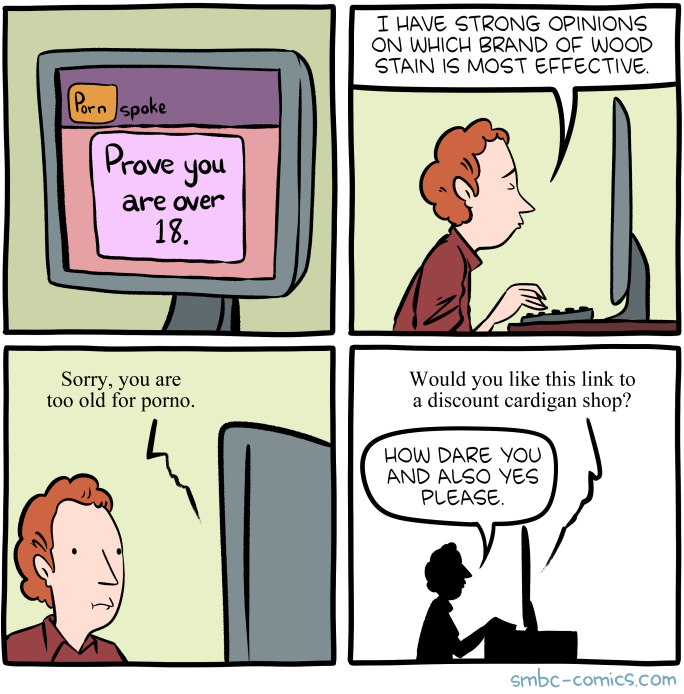 Porn spoke
Prove you
are over
18.
I HAVE STRONG OPINIONS
ON WHICH BRAND OF WOOD
STAIN IS MOST EFFECTIVE.
Sorry, you are
too old for porno.
Would you like this link to
a discount cardigan shop?
HOW DARE YOU
AND ALSO YES
PLEASE.
smbc-comics.com